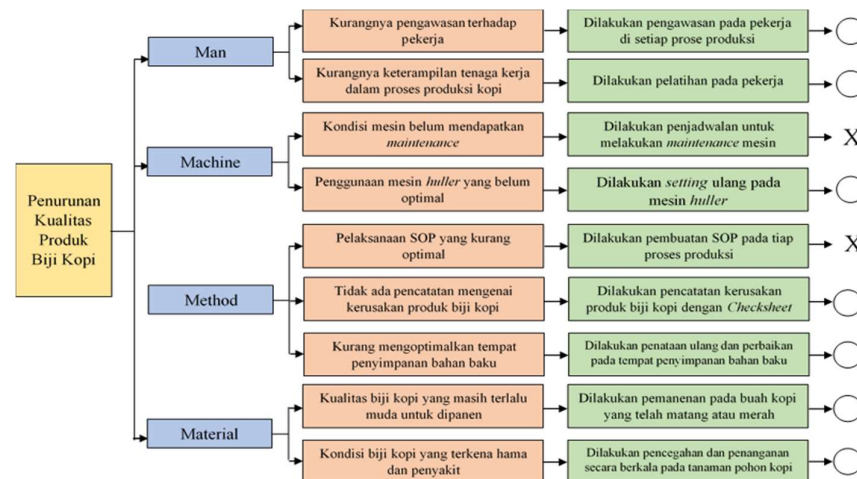 Penurunan
Kualitas
Produk
Biji Kopi
Man
Kurangnya pengawasan terhadap
pekerja
Dilakukan pengawasan pada pekerja
di setiap prose produksi
Kurangnya keterampilan tenaga kerja
dalam proses produksi kopi
Dilakukan pelatihan pada pekerja
Machine
Kondisi mesin belum mendapatkan
maintenance
Dilakukan penjadwalan untuk
melakukan maintenance mesin
X
Penggunaan mesin huller yang belum
optimal
Dilakukan setting ulang pada
mesin huller
Method
Pelaksanaan SOP yang kurang
optimal
Dilakukan pembuatan SOP pada tiap
proses produksi
X
Tidak ada pencatatan mengenai
kerusakan produk biji kopi
Dilakukan pencatatan kerusakan
produk biji kopi dengan Checksheet
Kurang mengoptimalkan tempat
penyimpanan bahan baku
Dilakukan penataan ulang dan perbaikan
pada tempat penyimpanan bahan baku
Material
Kualitas biji kopi yang masih terlalu
muda untuk dipanen
Dilakukan pemanenan pada buah kopi
yang telah matang atau merah
Kondisi biji kopi yang terkena hama
dan penyakit
Dilakukan pencegahan dan penanganan
secara berkala pada tanaman pohon kopi